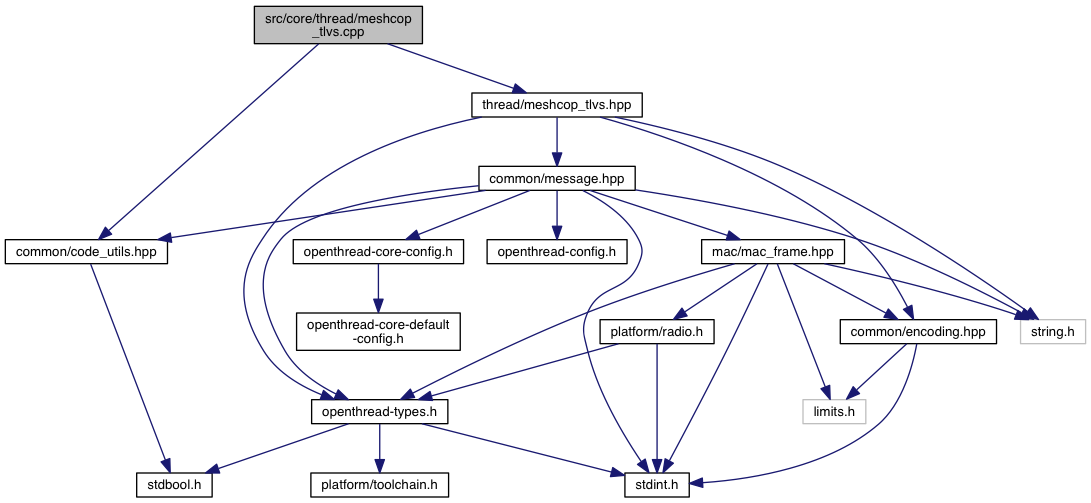 src/core/thread/meshcop
_tlvs.cpp
thread/meshcop_tlvs.hpp
common/message.hpp
common/code_utils.hpp
openthread-core-config.h
openthread-config.h
mac/mac_frame.hpp
openthread-core-default
-config.h
platform/radio.h
common/encoding.hpp
string.h
openthread-types.h
limits.h
stdbool.h
platform/toolchain.h
stdint.h